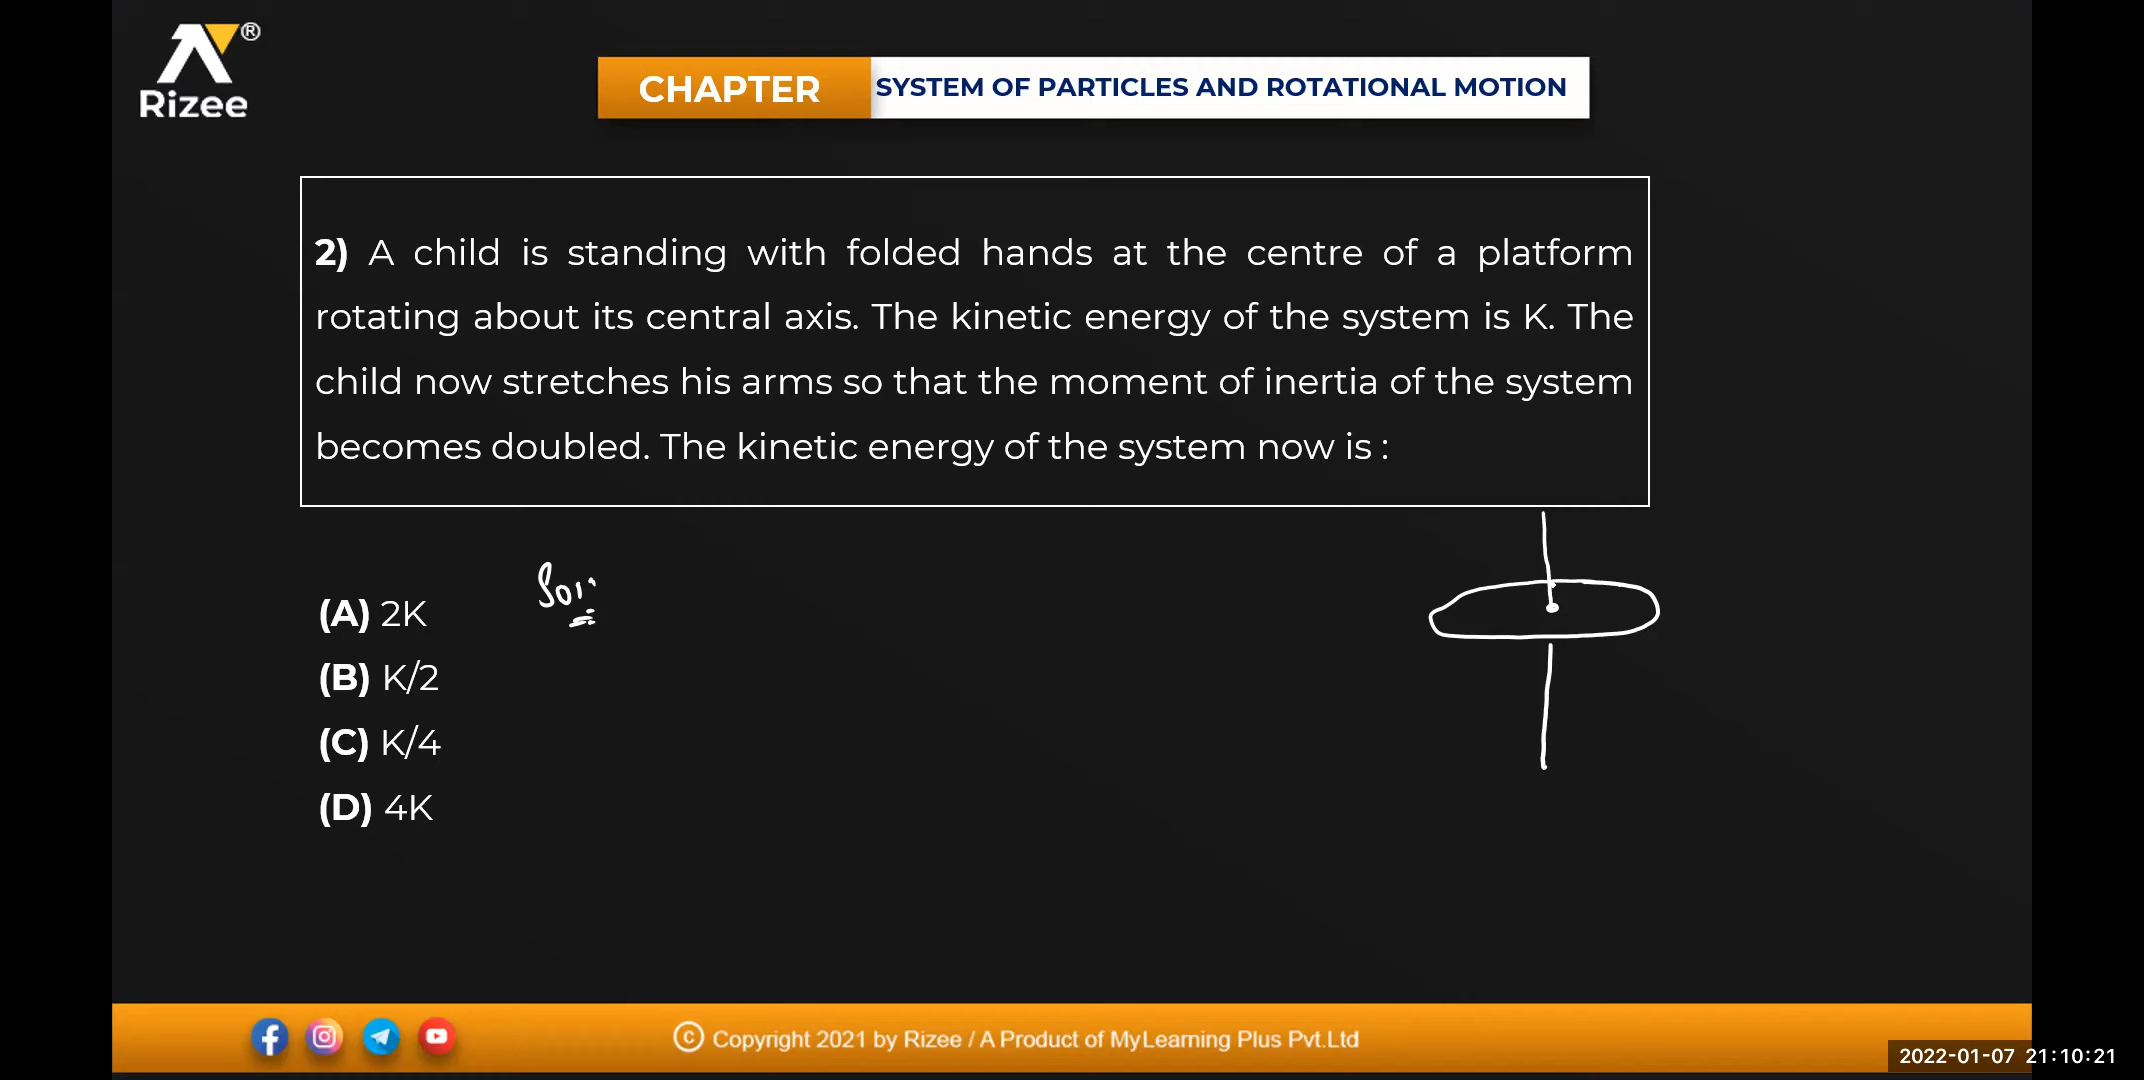 Rizee
®
CHAPTER SYSTEM OF PARTICLES AND ROTATIONAL MOTION
2) A child is standing with folded hands at the centre of a platform
rotating about its central axis. The kinetic energy of the system is K. The
child now stretches his arms so that the moment of inertia of the system
becomes doubled. The kinetic energy of the system now is :
(A) 2K
(B) K/2
(C) K/4
(D) 4K
© Copyright 2021 by Rizee / A Product of MyLearning Plus Pvt.Ltd
2022-01-07 21:10:21